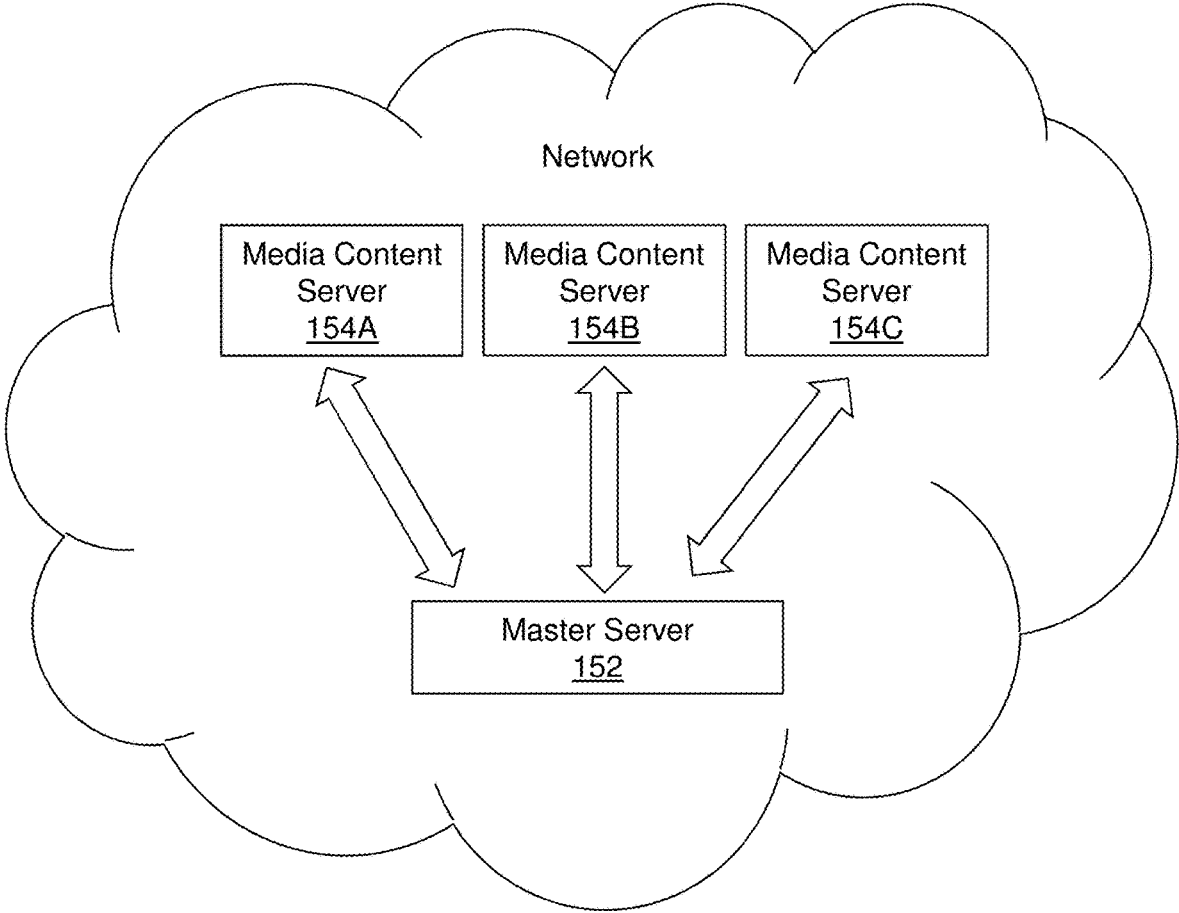 Network
Media Content
Server
154A
Media Content
Server
154B
Media Content
Server
154C
Master Server
152